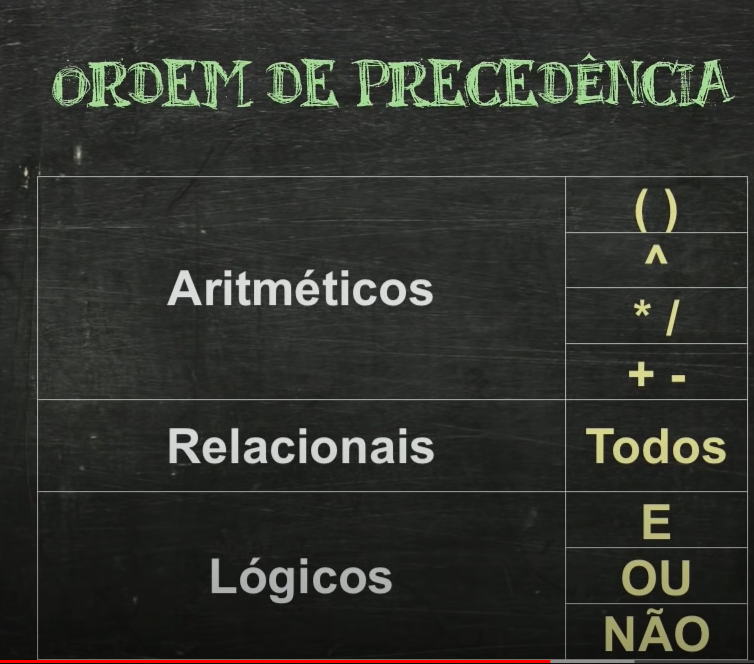 ORDEM DE PRECEDÊNCIA
Aritméticos
( )
^
* /
+ -
Relacionais
Todos
Lógicos
E
OU
NÃO